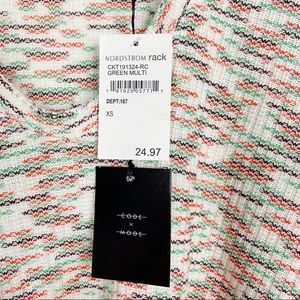 NORDSTROM rack
CKT191324-RC
GREEN MULTI
DEPT:167
XS
24.97
CODE
×
MODE